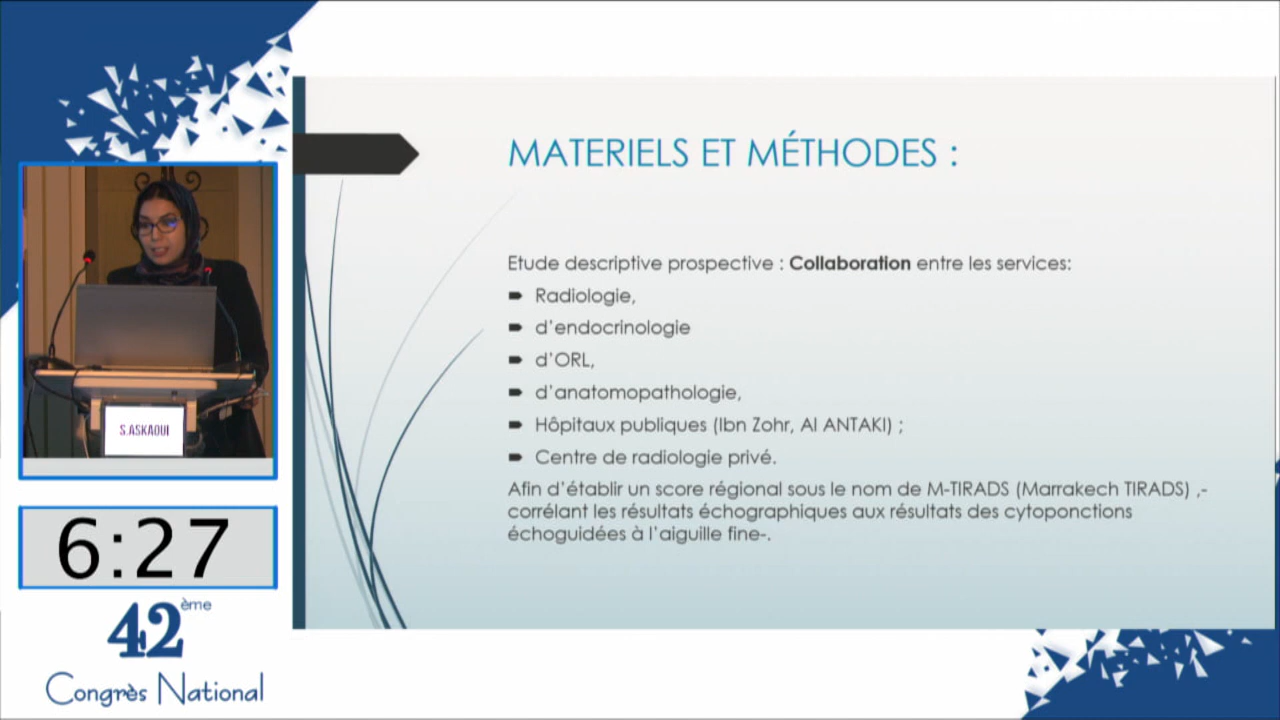 MATERIELS ET MÉTHODES :
Etude descriptive prospective : Collaboration entre les services:
Radiologie,
d'endocrinologie
d'ORL,
d'anatomopathologie,
Hôpitaux publiques (Ibn Zohr, Al ANTAKI) ;
Centre de radiologie privé.
Afin d'établir un score régional sous le nom de M-TIRADS (Marrakech TIRADS) ,-
corrélant les résultats échographiques aux résultats des cytoponctions
échoguidées à l'aiguille fine-.
S.ASKAOUI
6:27
42ème
Congrès National